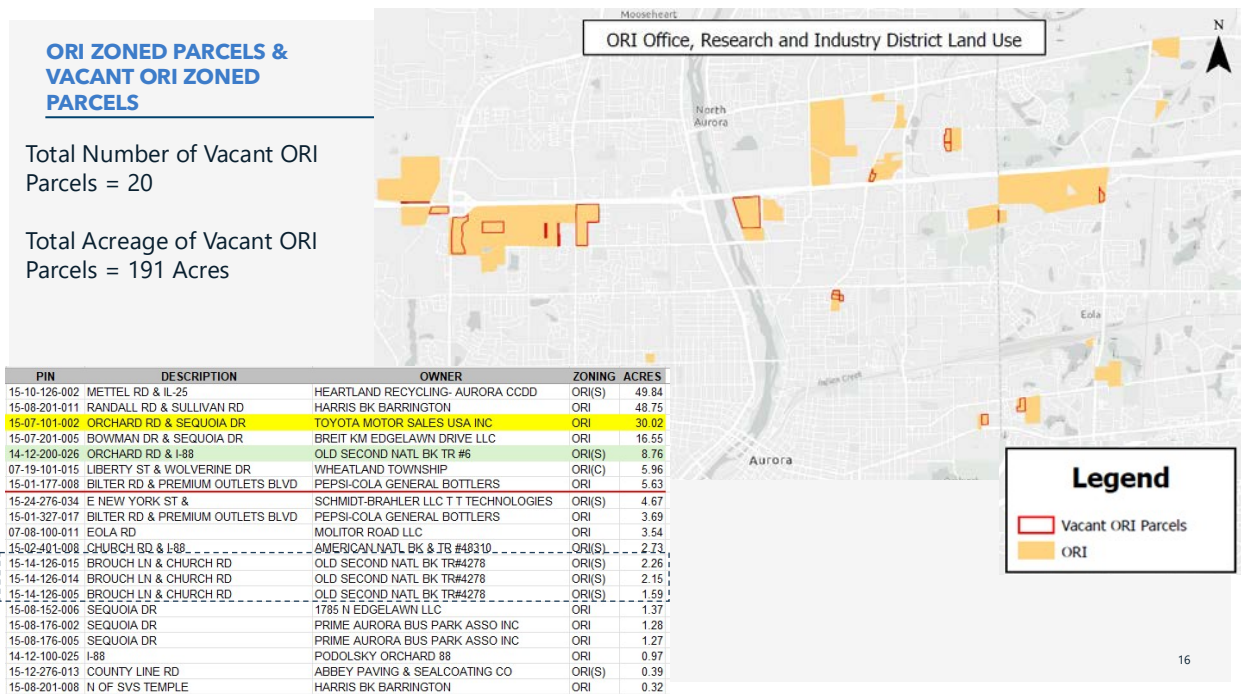 ORI ZONED PARCELS &
VACANT ORI ZONED
PARCELS
Total Number of Vacant ORI
Parcels = 20
Total Acreage of Vacant ORI
Parcels = 191 Acres
ORI Office, Research and Industry District Land Use
N
Mooseheart
North
Aurora
Eola
Indian Creek
Aurora
Legend
Vacant ORI Parcels
ORI
PIN DESCRIPTION OWNER ZONING ACRES
15-10-126-002 METTEL RD & IL-25 HEARTLAND RECYCLING- AURORA CCDD ORI(S) 49.84
15-08-201-011 RANDALL RD & SULLIVAN RD HARRIS BK BARRINGTON ORI 48.75
15-07-101-002 ORCHARD RD & SEQUOIA DR TOYOTA MOTOR SALES USA INC ORI 30.02
15-07-201-005 BOWMAN DR & SEQUOIA DR BREIT KM EDGELAWN DRIVE LLC ORI 16.55
14-12-200-026 ORCHARD RD & I-88 OLD SECOND NATL BK TR #6 ORI(S) 8.76
07-19-101-015 LIBERTY ST & WOLVERINE DR WHEATLAND TOWNSHIP ORI(C) 5.96
15-01-177-008 BILTER RD & PREMIUM OUTLETS BLVD PEPSI-COLA GENERAL BOTTLERS ORI 5.63
15-24-276-034 E NEW YORK ST & SCHMIDT-BRAHLER LLC T T TECHNOLOGIES ORI(S) 4.67
15-01-327-017 BILTER RD & PREMIUM OUTLETS BLVD PEPSI-COLA GENERAL BOTTLERS ORI 3.69
07-08-100-011 EOLA RD MOLITOR ROAD LLC ORI 3.54
15-02-401-008 CHURCH RD & I-88 AMERICAN NATL BK & TR #48310 ORI(S) 2.73
15-14-126-015 BROUCH LN & CHURCH RD OLD SECOND NATL BK TR#4278 ORI(S) 2.26
15-14-126-014 BROUCH LN & CHURCH RD OLD SECOND NATL BK TR#4278 ORI(S) 2.15
15-14-126-005 BROUCH LN & CHURCH RD OLD SECOND NATL BK TR#4278 ORI(S) 1.59
15-08-152-006 SEQUOIA DR 1785 N EDGELAWN LLC ORI 1.37
15-08-176-002 SEQUOIA DR PRIME AURORA BUS PARK ASSO INC ORI 1.28
15-08-176-005 SEQUOIA DR PRIME AURORA BUS PARK ASSO INC ORI 1.27
14-12-100-025 I-88 PODOLSKY ORCHARD 88 ORI 0.97
15-12-276-013 COUNTY LINE RD ABBEY PAVING & SEALCOATING CO ORI(S) 0.39
15-08-201-008 N OF SVS TEMPLE HARRIS BK BARRINGTON ORI 0.32
16